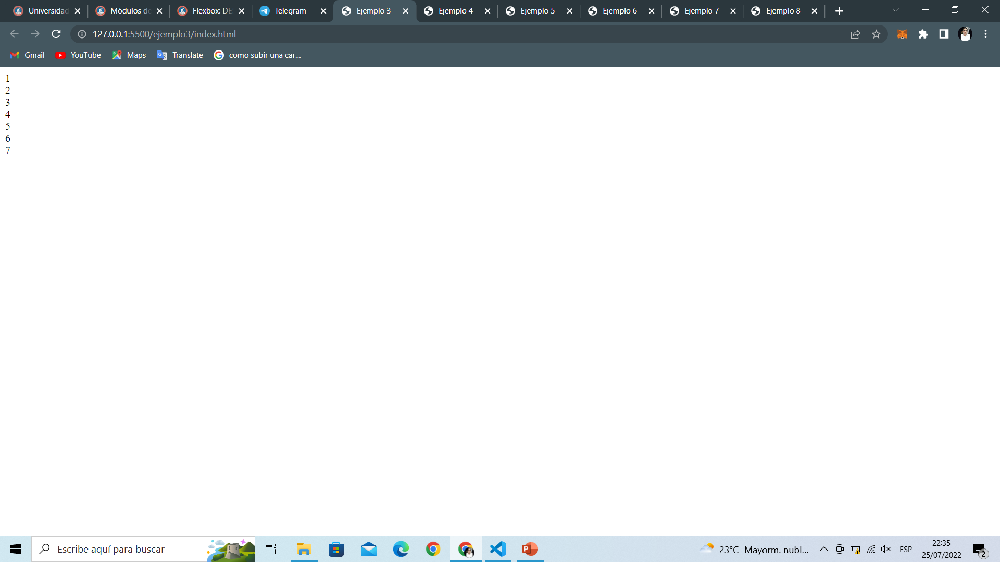 Universidad
Módulos de
Flexbox: DE
Telegram
Ejemplo 3
Ejemplo 4
Ejemplo 5
Ejemplo 6
Ejemplo 7
Ejemplo 8
127.0.0.1:5500/ejemplo3/index.html
Gmail
YouTube
Maps
Translate
como subir una car...
1
2
3
4
5
6
7
Escribe aquí para buscar
23°C Mayorm. nubl...
ESP
22:35
25/07/2022
2